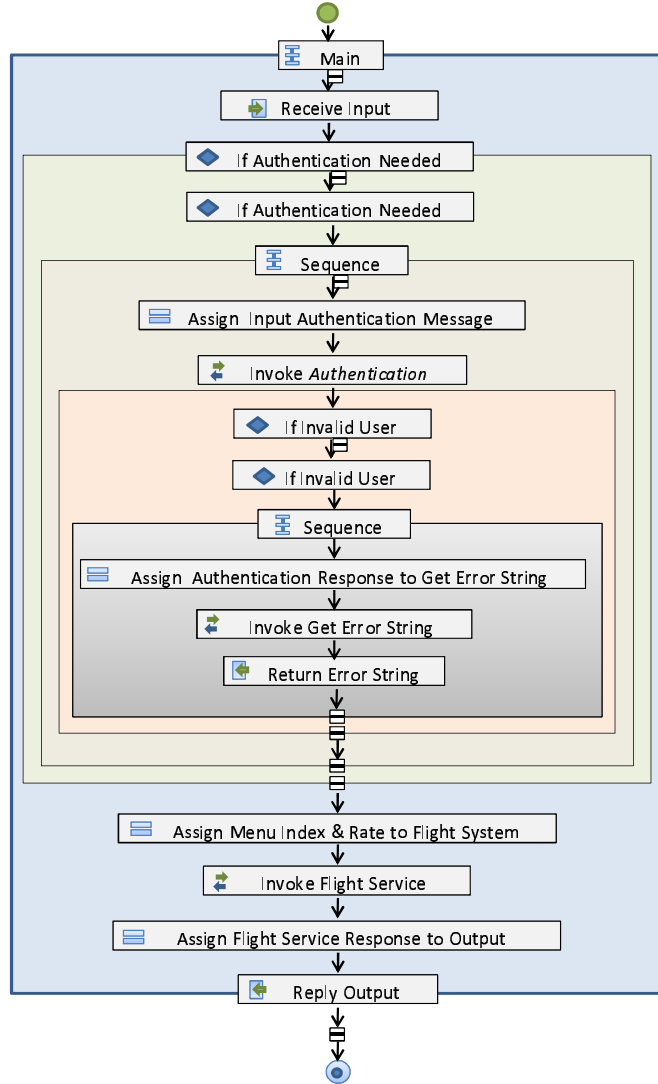 Main
Receive Input
If Authentication Needed
If Authentication Needed
Sequence
Assign Input Authentication Message
Invoke Authentication
If Invalid User
If Invalid User
Sequence
Assign Authentication Response to Get Error String
Invoke Get Error String
Return Error String
Assign Menu Index & Rate to Flight System
Invoke Flight Service
Assign Flight Service Response to Output
Reply Output